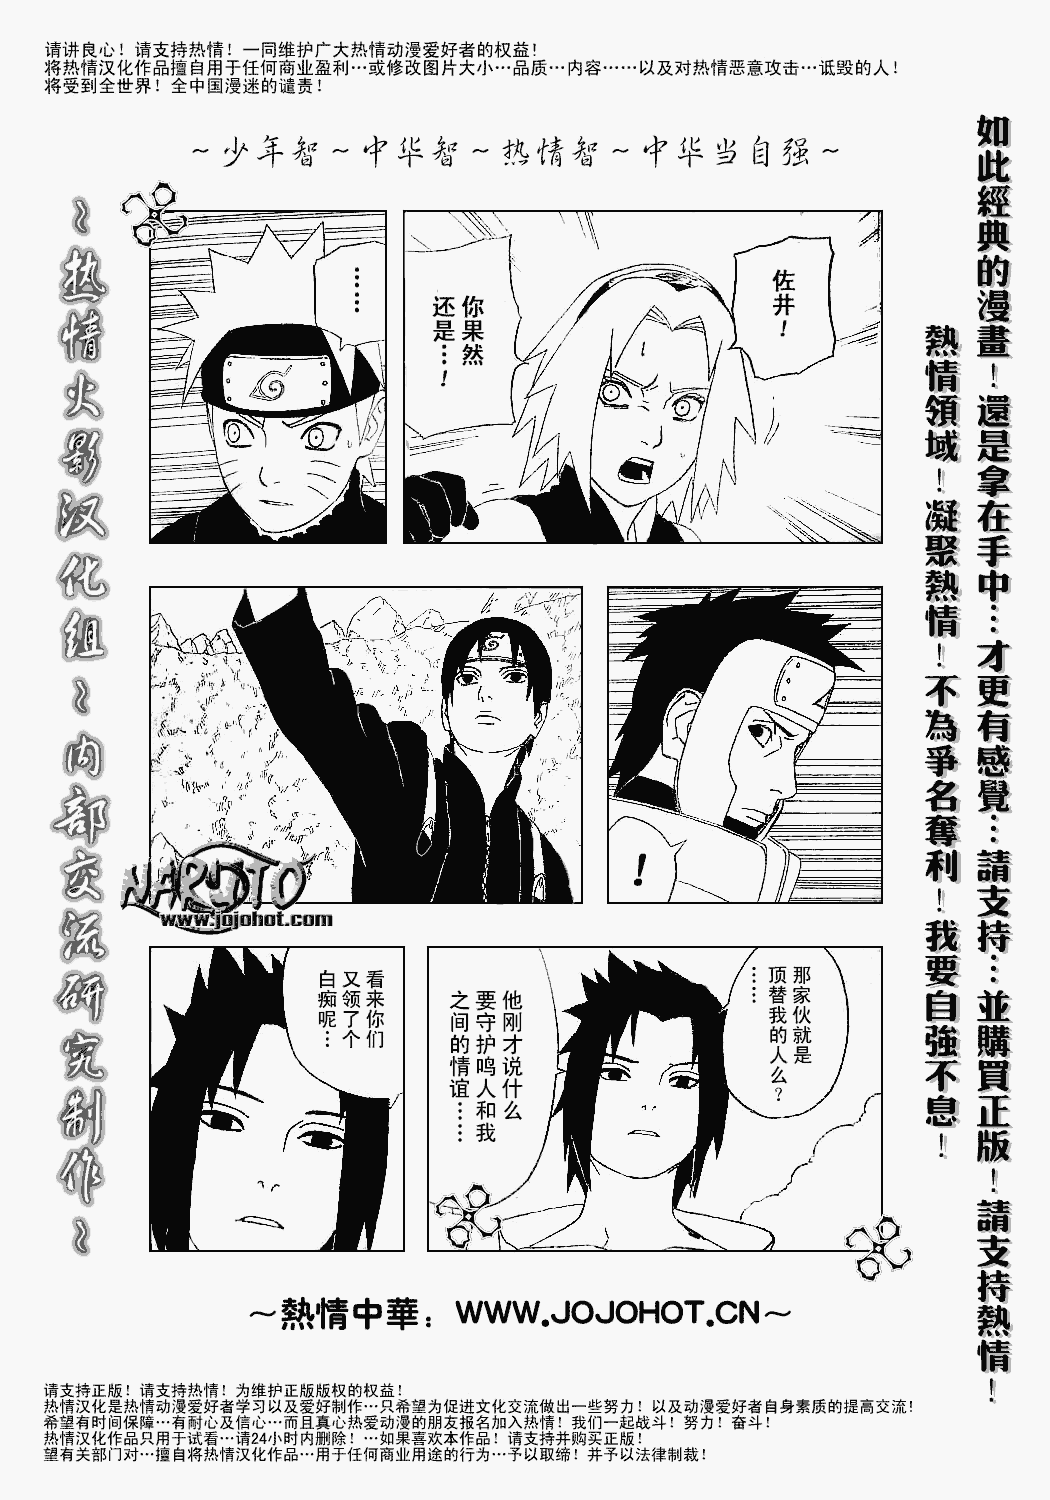 请讲良心！请支持热情！一同维护广大热情动漫爱好者的权益！
将热情汉化作品擅自用于任何商业盈利…或修改图片大小…品质…内容……以及对热情恶意攻击…诋毁的人！
将受到全世界！全中国漫迷的谴责！
～少年智～中华智～热情智～中华当自强～
如此經典的漫畫！還是拿在手中…才更有感覺…請支持…並購買正版！請支持熱情！
熱情領域！凝聚熱情！不為爭名奪利！我要自強不息！
～热情火影汉化组～内部交流研究制作～
佐井！
你果然
还是…！
……
！
NARUTO
www.jojohot.com
那家伙就是
顶替我的人么？
……
他刚才说什么
要守护鸣人和我
之间的情谊……
看来你们
又领了个
白痴呢…
～熱情中華：WWW.JOJOHOT.CN～
请支持正版！请支持热情！为维护正版版权的权益！
热情汉化是热情动漫爱好者学习以及爱好制作…只希望为促进文化交流做出一些努力！以及动漫爱好者自身素质的提高交流！
希望有时间保障…有耐心及信心…而且真心热爱动漫的朋友报名加入热情！我们一起战斗！努力！奋斗！
热情汉化作品只用于试看…请24小时内删除！…如果喜欢本作品！请支持并购买正版！
望有关部门对…擅自将热情汉化作品…用于任何商业用途的行为…予以取缔！并予以法律制裁！